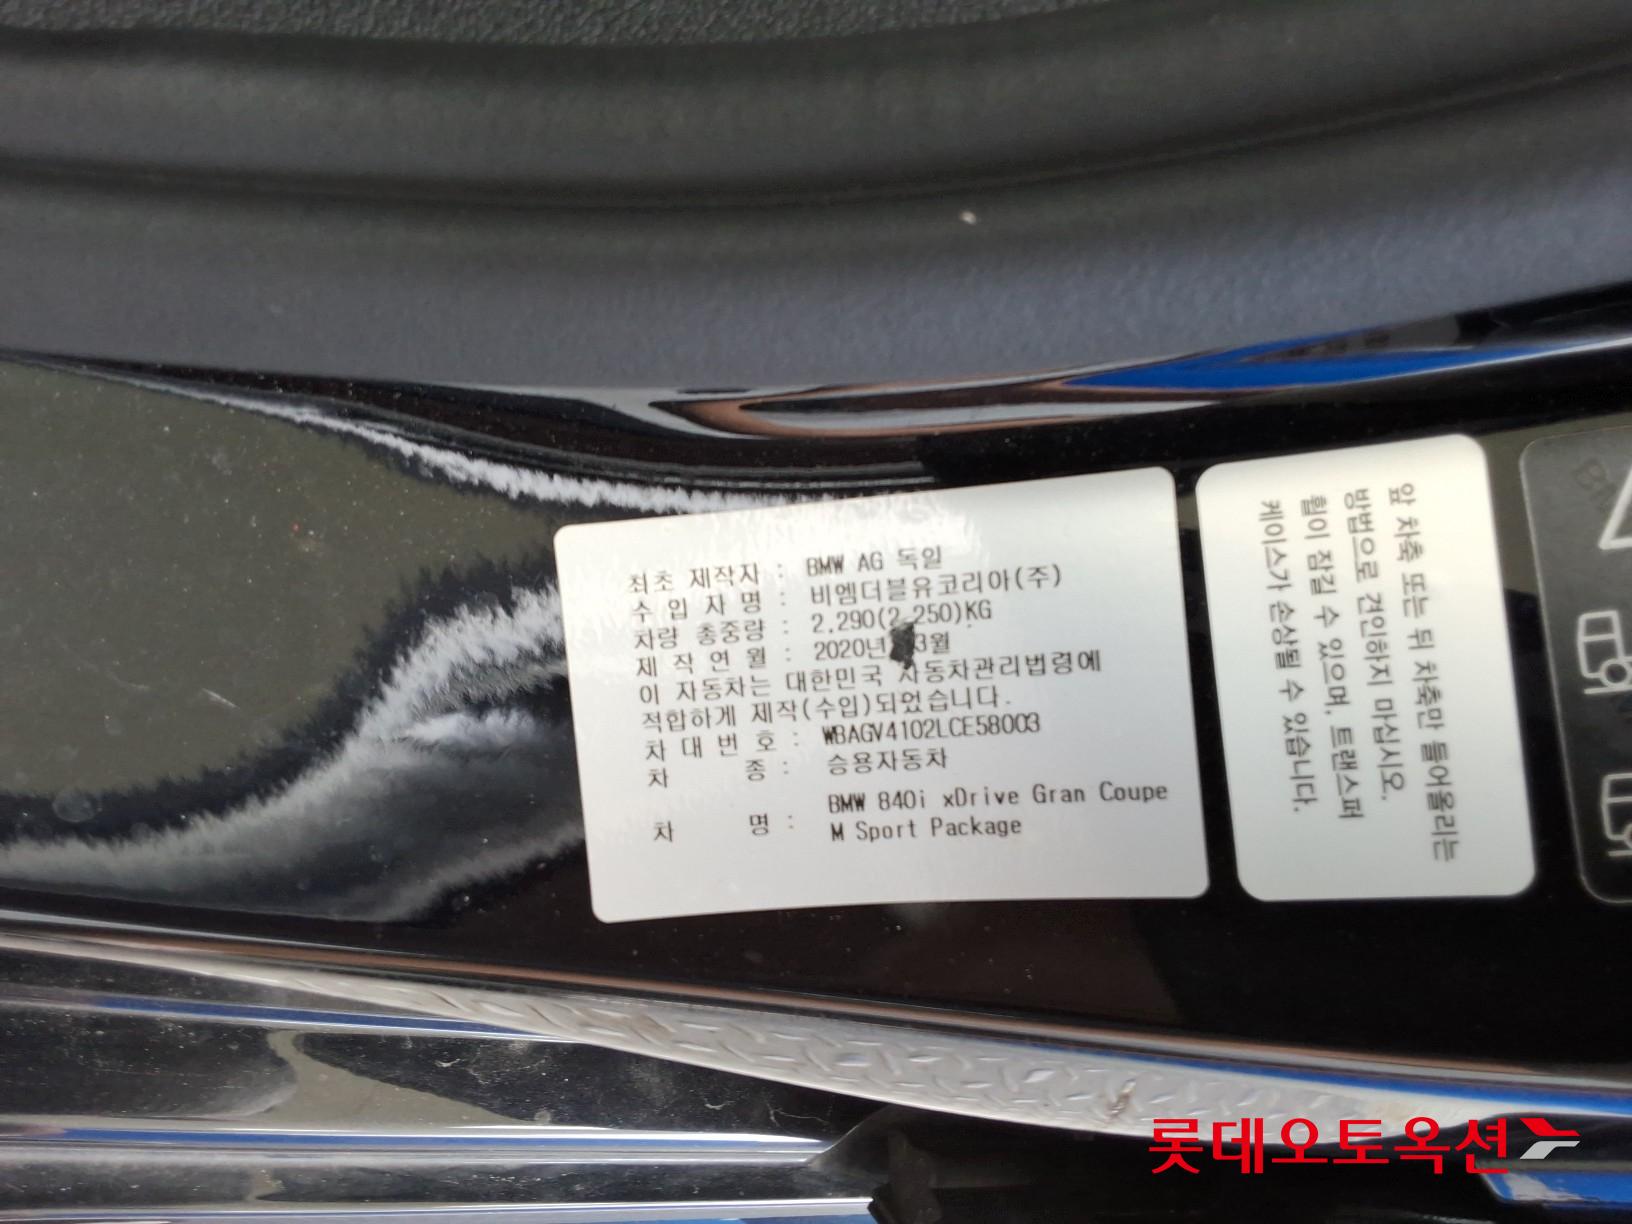 최초 제작자 : BMW AG 독일
수 입 자 명 : 비엠더블유코리아(주)
차량 총중량 : 2,290(2,250)KG
제 작 연 월 : 2020년 3월
이 자동차는 대한민국 자동차관리법령에
적합하게 제작(수입)되었습니다.
차 대 번 호 : WBAGV4102LCE58003
차 종 : 승용자동차
차 명 : BMW 840i xDrive Gran Coupe
M Sport Package
앞 차축 또는 뒤 차축만 들어올리는
방법으로 견인하지 마십시오.
휠이 잠길 수 있으며, 트랜스퍼
케이스가 손상될 수 있습니다.
롯데오토옥션